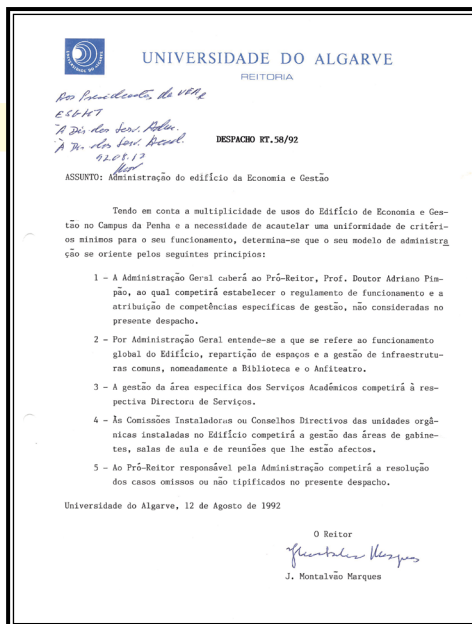 UNIVERSIDADE DO ALGARVE
REITORIA
Aos Presidentes da
ESGHT
À Dir. dos Serv. Adm.
À Dir. dos Serv. Acad.
92.08.13
DESPACHO RT.58/92
ASSUNTO: Administração do edifício da Economia e Gestão
Tendo em conta a multiplicidade de usos do Edifício de Economia e Ges-
tão no Campus da Penha e a necessidade de acautelar uma uniformidade de critéri-
os mínimos para o seu funcionamento, determina-se que o seu modelo de administra
ção se oriente pelos seguintes princípios:
1 - A Administração Geral caberá ao Pró-Reitor, Prof. Doutor Adriano Pim-
pão, ao qual competirá estabelecer o regulamento de funcionamento e a
atribuição de competências específicas de gestão, não consideradas no
presente despacho.
2 - Por Administração Geral entende-se a que se refere ao funcionamento
global do Edifício, repartição de espaços e a gestão de infraestrutu-
ras comuns, nomeadamente a Biblioteca e o Anfiteatro.
3 - A gestão da área específica dos Serviços Académicos competirá à res-
pectiva Directora de Serviços.
4 - Às Comissões Instaladoras ou Conselhos Directivos das unidades orgâ-
nicas instaladas no Edifício competirá a gestão das áreas de gabine-
tes, salas de aula e de reuniões que lhe estão afectos.
5 - Ao Pró-Reitor responsável pela Administração competirá a resolução
dos casos omissos ou não tipificados no presente despacho.
Universidade do Algarve, 12 de Agosto de 1992
O Reitor
J. Montalvão Marques